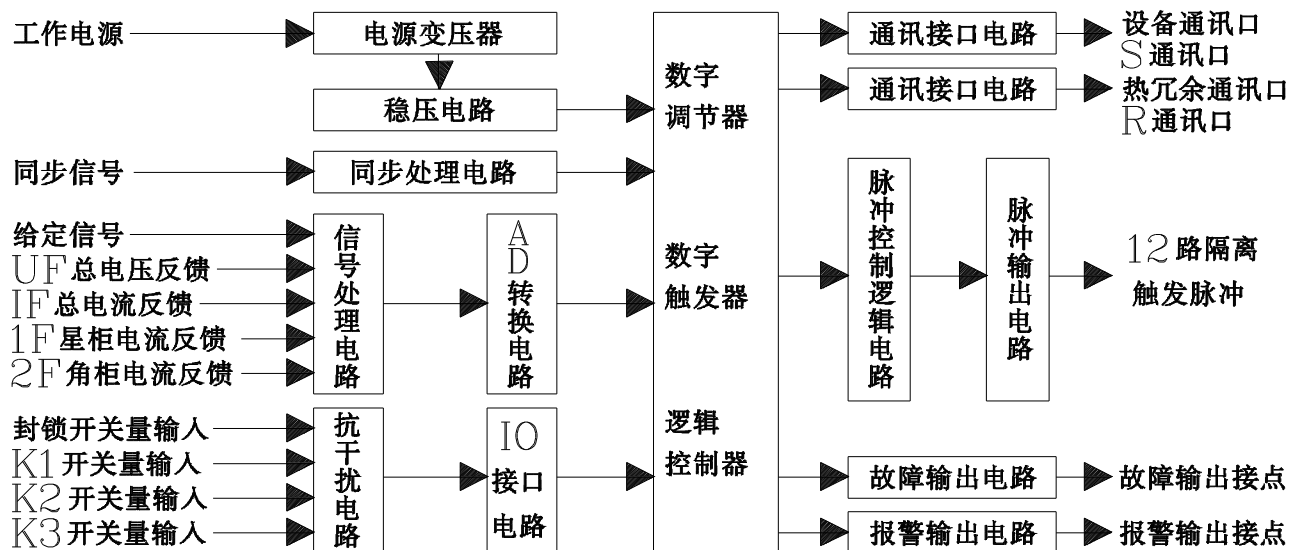 工作电源
电源变压器
稳压电路
同步信号
同步处理电路
给定信号
UF总电压反馈
IF总电流反馈
1F星柜电流反馈
2F角柜电流反馈
信号处理电路
AD转换电路
封锁开关量输入
K1开关量输入
K2开关量输入
K3开关量输入
抗干扰电路
IO
接口
电路
数字
调节器
数字
触发器
逻辑
控制器
通讯接口电路
设备通讯口
S通讯口
通讯接口电路
热冗余通讯口
R通讯口
脉冲控制逻辑电路
脉冲输出电路
12路隔离
触发脉冲
故障输出电路
故障输出接点
报警输出电路
报警输出接点